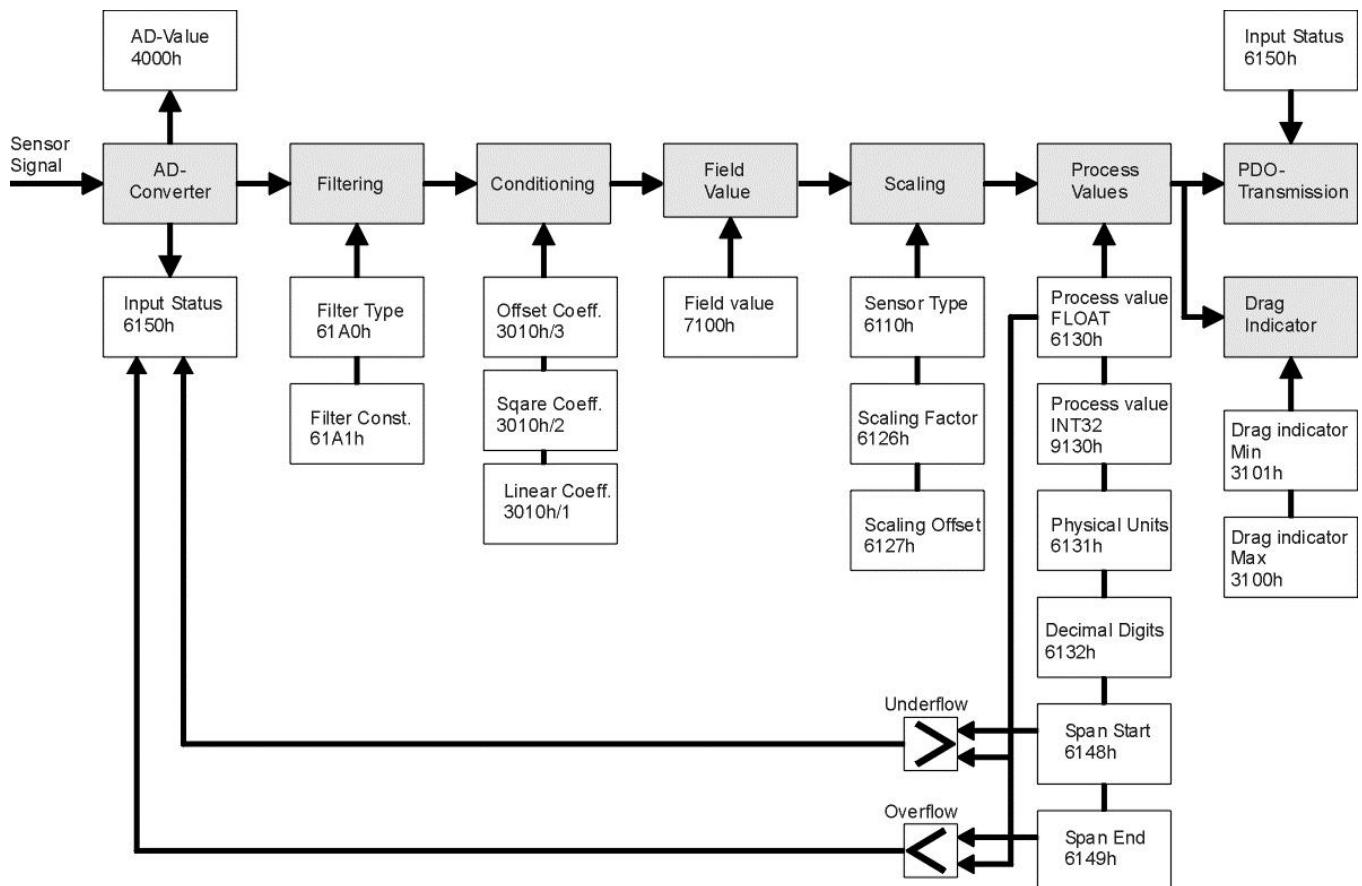 AD-Value
4000h
Input Status
6150h
Sensor
Signal
AD-
Converter
Filtering
Conditioning
Field
Value
Scaling
Process
Values
PDO-
Transmission
Input Status
6150h
Filter Type
61A0h
Offset Coeff.
3010h/3
Field value
7100h
Sensor Type
6110h
Process value
FLOAT
6130h
Drag
Indicator
Filter Const.
61A1h
Sqare Coeff.
3010h/2
Scaling Factor
6126h
Process value
INT32
9130h
Drag indicator
Min
3101h
Linear Coeff.
3010h/1
Scaling Offset
6127h
Physical Units
6131h
Drag indicator
Max
3100h
Decimal Digits
6132h
Underflow
>
Span Start
6148h
Overflow
<
Span End
6149h